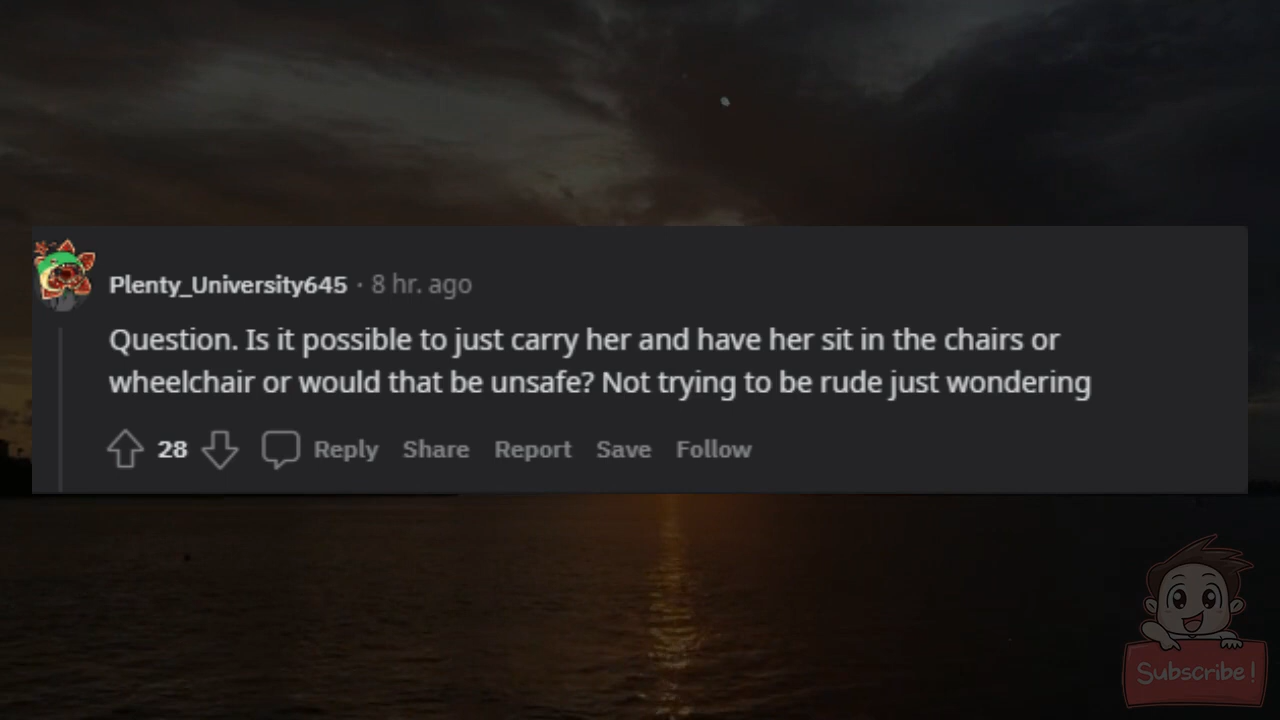 Plenty_University645 · 8 hr. ago
Question. Is it possible to just carry her and have her sit in the chairs or
wheelchair or would that be unsafe? Not trying to be rude just wondering
28 Reply Share Report Save Follow
Subscribe!